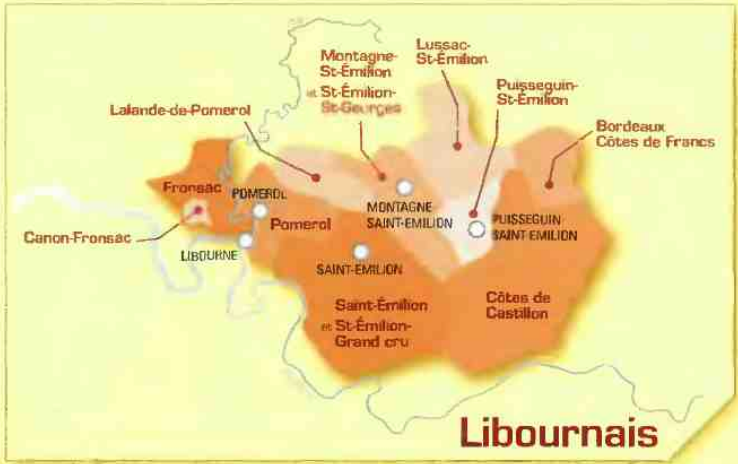 Lussac-
St-Émilion
Montagne-
St-Émilion
et St-Émilion-
St-Georges
Puisseguin-
St-Émilion
Lalande-de-Pomerol
Bordeaux
Côtes de Francs
Fronsac
POMEROL
MONTAGNE
SAINT-EMILION
Pomerol
PUISSEGUIN
SAINT-EMILION
Canon-Fronsac
LIBOURNE
SAINT-EMILION
Saint-Émilion
et St-Émilion-
Grand cru
Côtes de
Castillon
Libournais